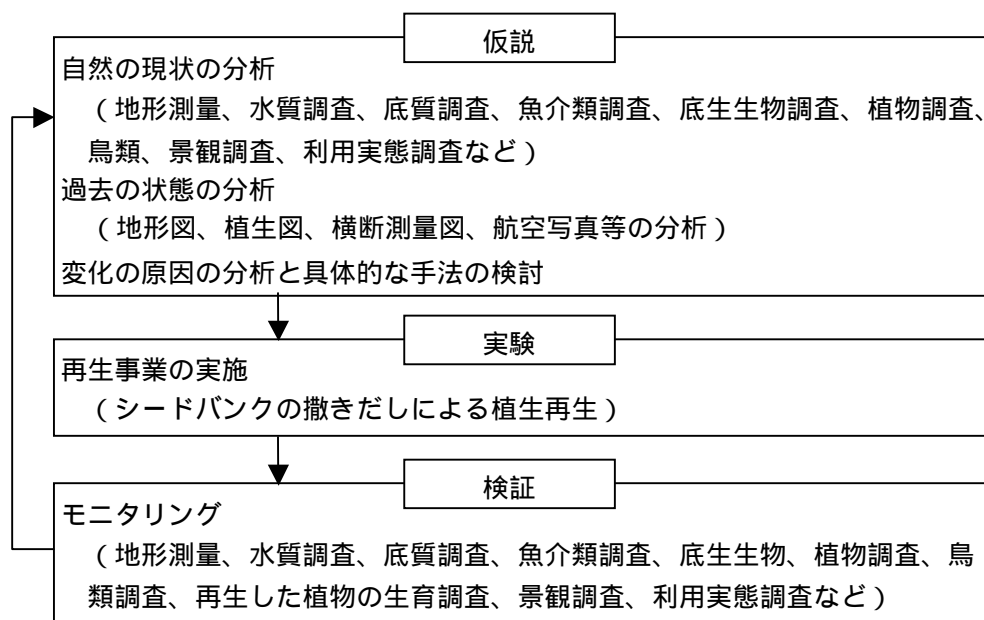 仮説
自然の現状の分析
(地形測量、水質調査、底質調査、魚介類調査、底生生物調査、植物調査、
鳥類、景観調査、利用実態調査など)
過去の状態の分析
(地形図、植生図、横断測量図、航空写真等の分析)
変化の原因の分析と具体的な手法の検討
実験
再生事業の実施
(シードバンクの撒きだしによる植生再生)
検証
モニタリング
(地形測量、水質調査、底質調査、魚介類調査、底生生物、植物調査、鳥
類調査、再生した植物の生育調査、景観調査、利用実態調査など)